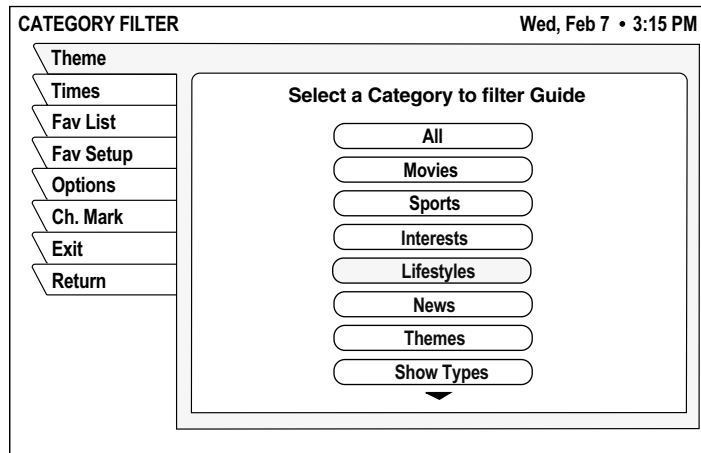 CATEGORY FILTER Wed, Feb 7 • 3:15 PM
Theme
Times
Fav List
Fav Setup
Options
Ch. Mark
Exit
Return
Select a Category to filter Guide
All
Movies
Sports
Interests
Lifestyles
News
Themes
Show Types